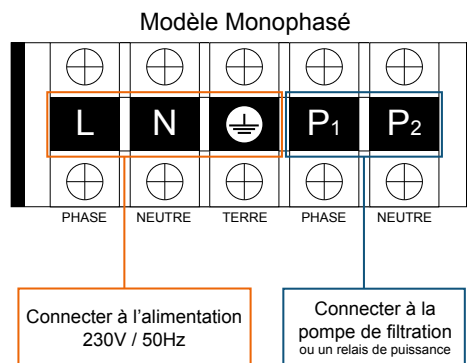 Modèle Monophasé
L N P1 P2
PHASE NEUTRE TERRE PHASE NEUTRE
Connecter à l'alimentation
230V / 50Hz
Connecter à la
pompe de filtration
ou un relais de puissance